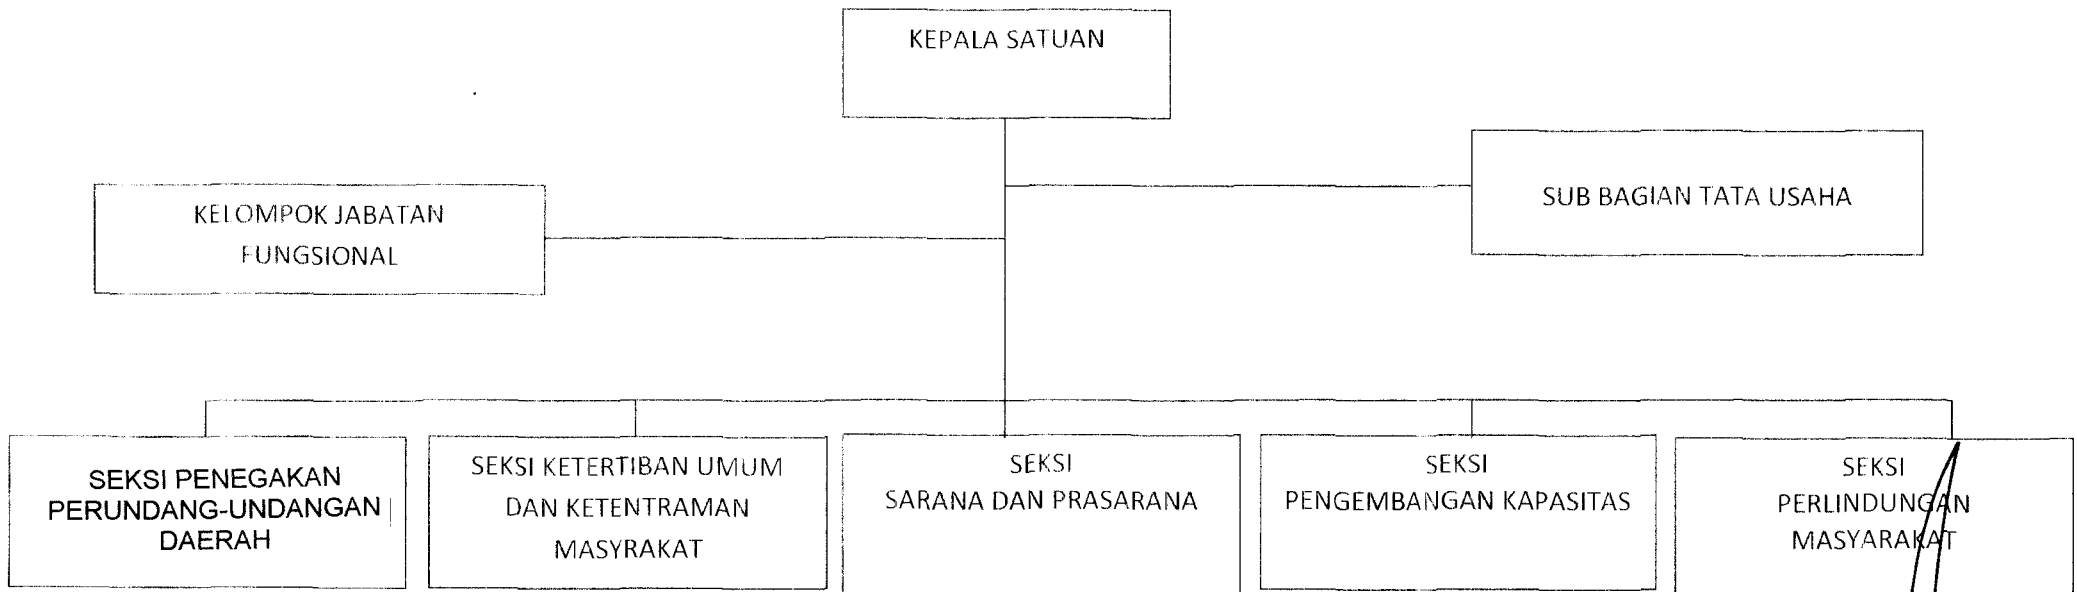 KEPALA SATUAN
SUB BAGIAN TATA USAHA
KELOMPOK JABATAN
FUNGSIONAL
SEKSI PENEGAKAN
PERUNDANG-UNDANGAN
DAERAH
SEKSI KETERTIBAN UMUM
DAN KETENTRAMAN
MASYRAKAT
SEKSI
SARANA DAN PRASARANA
SEKSI
PENGEMBANGAN KAPASITAS
SEKSI
PERLINDUNGAN
MASYARAKAT